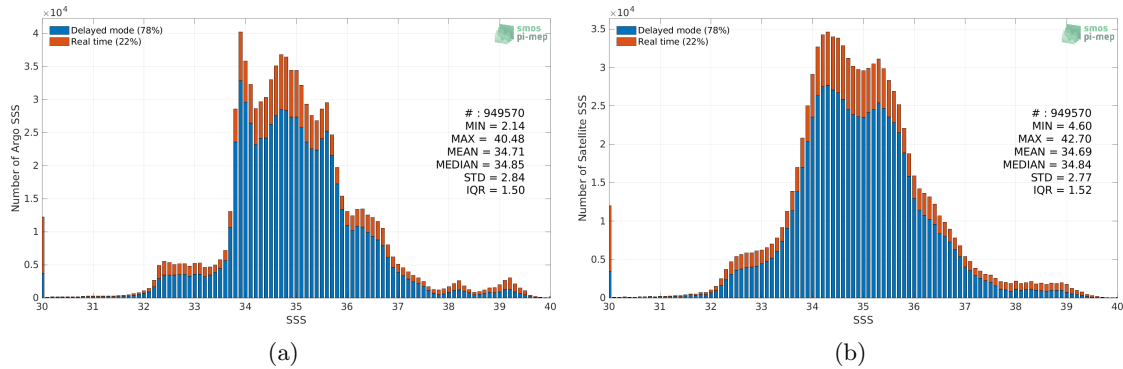 ×10⁴
Delayed mode (78%)
Real time (22%)
smos
pi-mep
# : 949570
MIN = 2.14
MAX = 40.48
MEAN = 34.71
MEDIAN = 34.85
STD = 2.84
IQR = 1.50
Number of Argo SSS
4
3.5
3
2.5
2
1.5
1
0.5
0
30 31 32 33 34 35 36 37 38 39 40
SSS
(a)
×10⁴
Delayed mode (78%)
Real time (22%)
smos
pi-mep
# : 949570
MIN = 4.60
MAX = 42.70
MEAN = 34.69
MEDIAN = 34.84
STD = 2.77
IQR = 1.52
Number of Satellite SSS
3.5
3
2.5
2
1.5
1
0.5
0
30 31 32 33 34 35 36 37 38 39 40
SSS
(b)